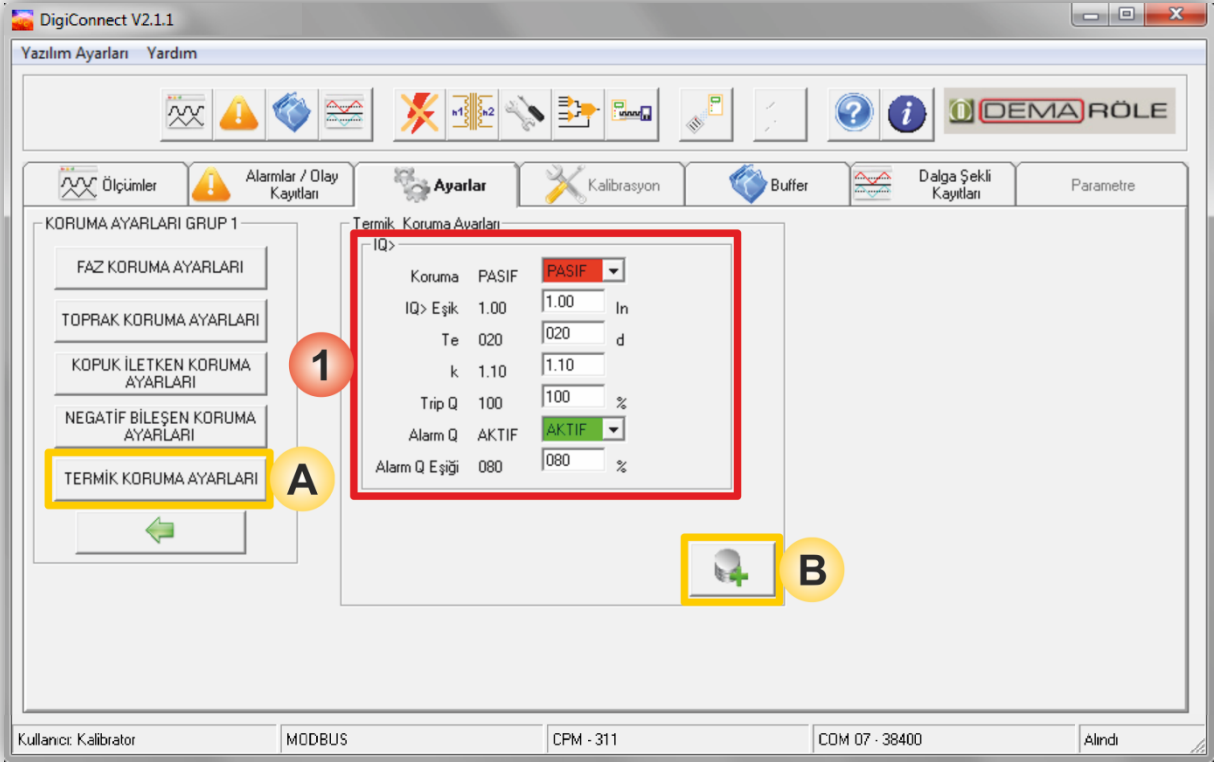 DigiConnect V2.1.1
Yazılım Ayarları Yardım
n1 n2
DEMA RÖLE
Ölçümler
Alarmlar / Olay
Kayıtları
Ayarlar
Kalibrasyon
Buffer
Dalga Şekli
Kayıtları
Parametre
KORUMA AYARLARI GRUP 1
FAZ KORUMA AYARLARI
TOPRAK KORUMA AYARLARI
KOPUK İLETKEN KORUMA
AYARLARI
NEGATİF BİLEŞEN KORUMA
AYARLARI
TERMİK KORUMA AYARLARI
A
1
Termik Koruma Ayarları
IQ>
Koruma PASIF PASIF
IQ> Eşik 1.00 1.00 In
Te 020 020 d
k 1.10 1.10
Trip Q 100 100 %
Alarm Q AKTIF AKTIF
Alarm Q Eşiği 080 080 %
B
Kullanıcı: Kalibrator MODBUS CPM - 311 COM 07 - 38400 Alındı